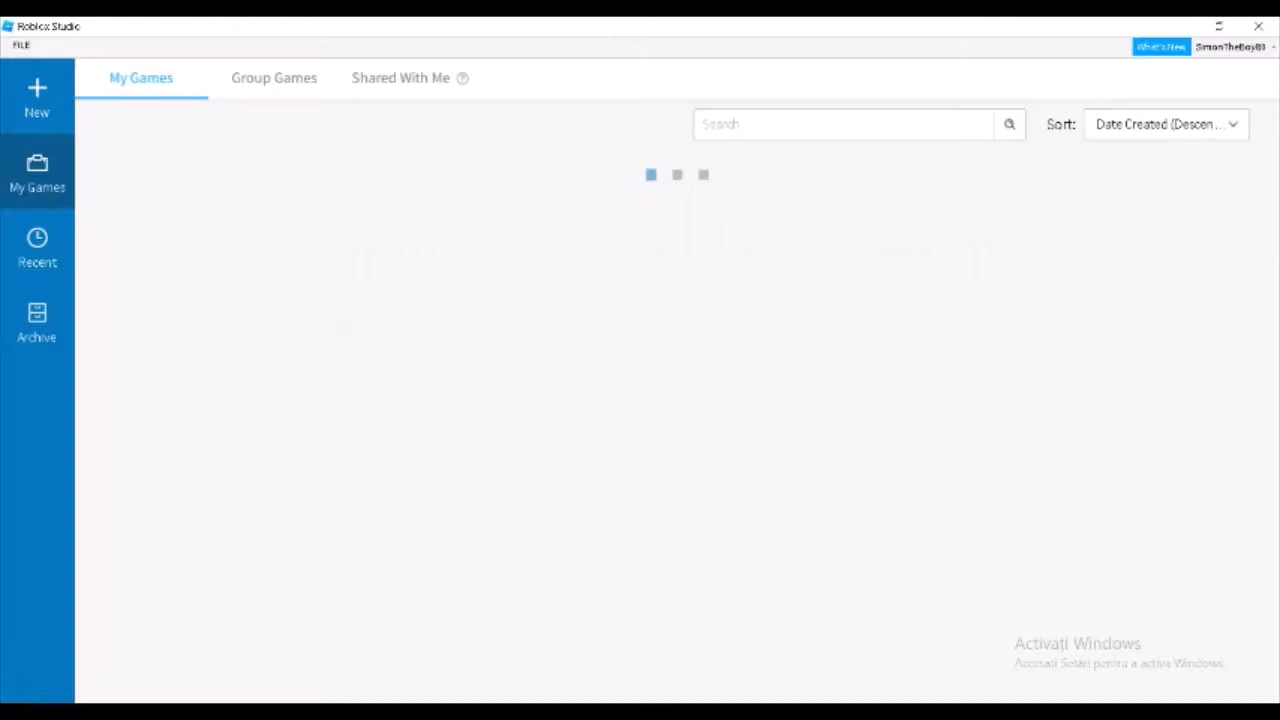 Roblox Studio
FILE
What's New
SimonTheBoy83
New
My Games
Recent
Archive
My Games Group Games Shared With Me
Search
Sort: Date Created (Descen...
Activați Windows
Accesați Setări pentru a activa Windows.